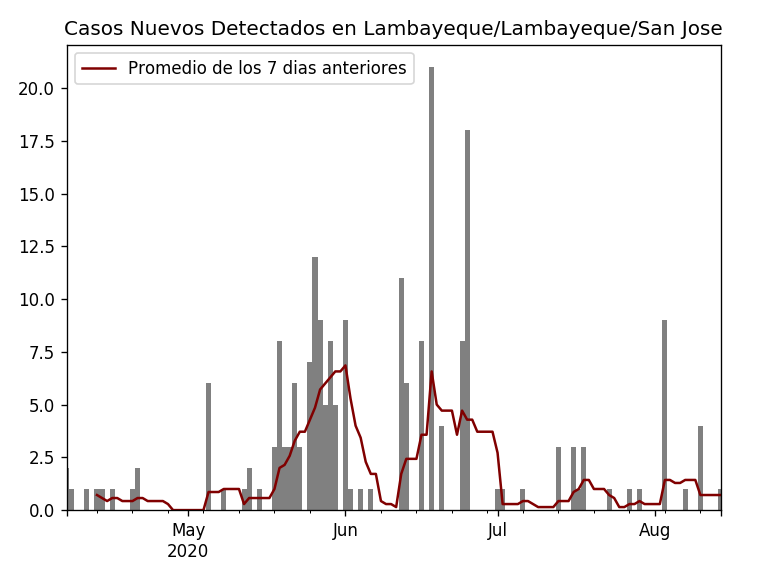 Casos Nuevos Detectados en Lambayeque/Lambayeque/San Jose
Promedio de los 7 dias anteriores
20.0
17.5
15.0
12.5
10.0
7.5
5.0
2.5
0.0
May
2020
Jun
Jul
Aug